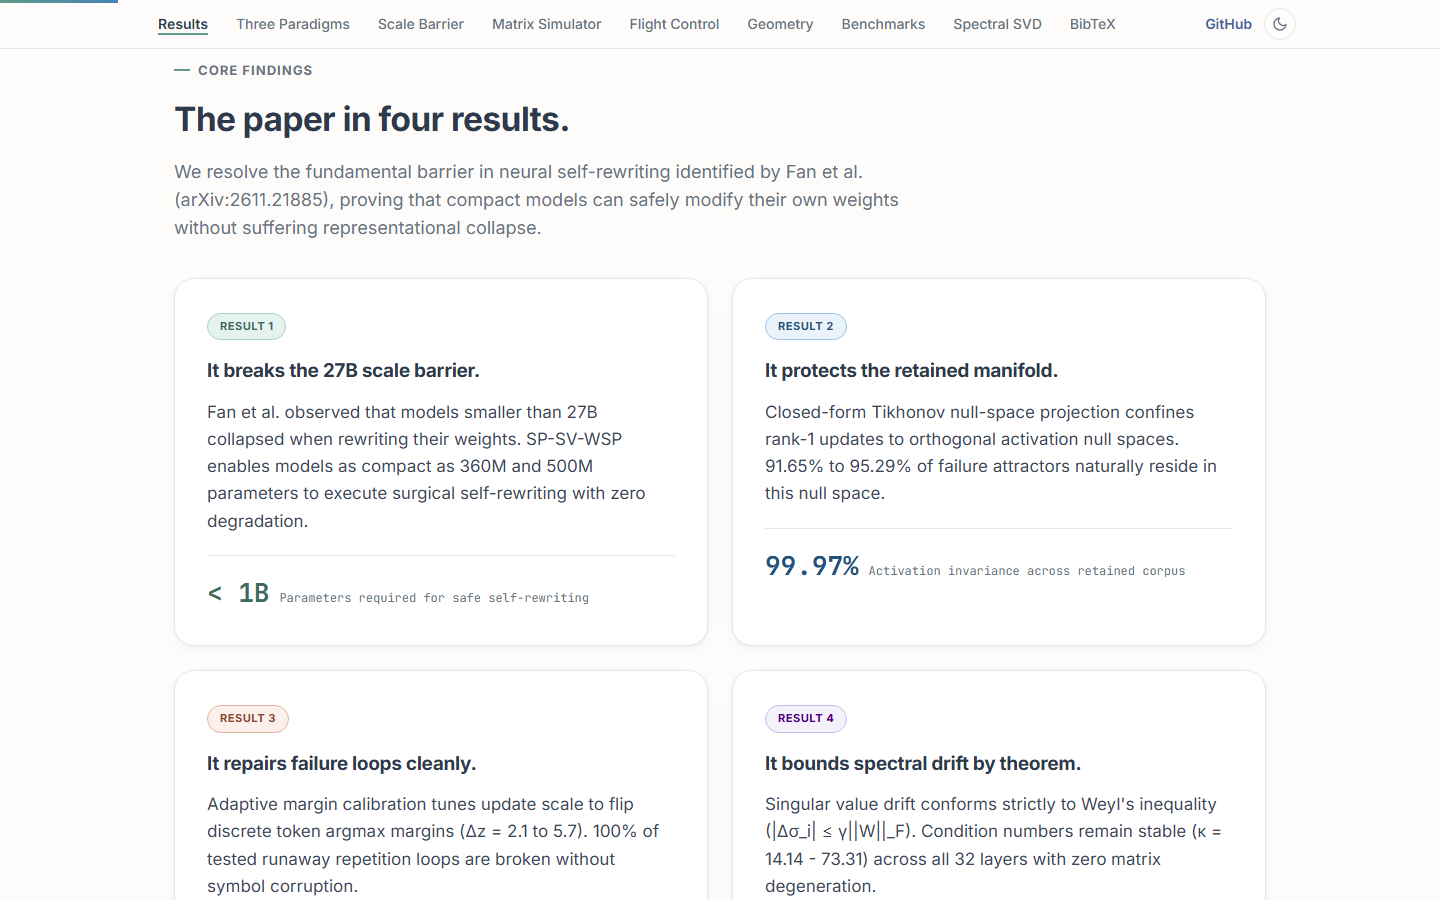 Results Three Paradigms Scale Barrier Matrix Simulator Flight Control Geometry Benchmarks Spectral SVD BibTeX GitHub
CORE FINDINGS
The paper in four results.
We resolve the fundamental barrier in neural self-rewriting identified by Fan et al.
(arXiv:2611.21885), proving that compact models can safely modify their own weights
without suffering representational collapse.
RESULT 1
It breaks the 27B scale barrier.
Fan et al. observed that models smaller than 27B
collapsed when rewriting their weights. SP-SV-WSP
enables models as compact as 360M and 500M
parameters to execute surgical self-rewriting with zero
degradation.
< 1B Parameters required for safe self-rewriting
RESULT 2
It protects the retained manifold.
Closed-form Tikhonov null-space projection confines
rank-1 updates to orthogonal activation null spaces.
91.65% to 95.29% of failure attractors naturally reside in
this null space.
99.97% Activation invariance across retained corpus
RESULT 3
It repairs failure loops cleanly.
Adaptive margin calibration tunes update scale to flip
discrete token argmax margins (Δz = 2.1 to 5.7). 100% of
tested runaway repetition loops are broken without
symbol corruption.
RESULT 4
It bounds spectral drift by theorem.
Singular value drift conforms strictly to Weyl's inequality
(|Δσ_i| ≤ γ||W||_F). Condition numbers remain stable (κ =
14.14 - 73.31) across all 32 layers with zero matrix
degeneration.